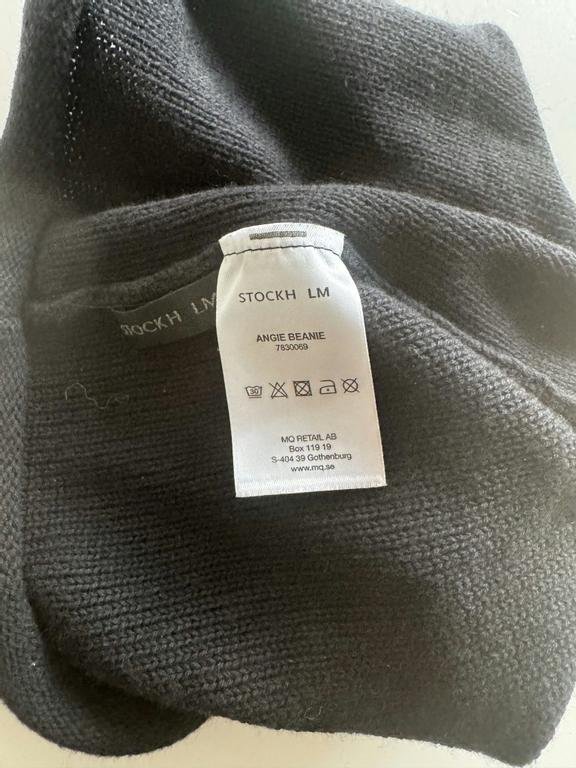 STOCKH LM
STOCKH LM
ANGIE BEANIE
7830069
30
MQ RETAIL AB
Box 119 19
S-404 39 Gothenburg
www.mq.se